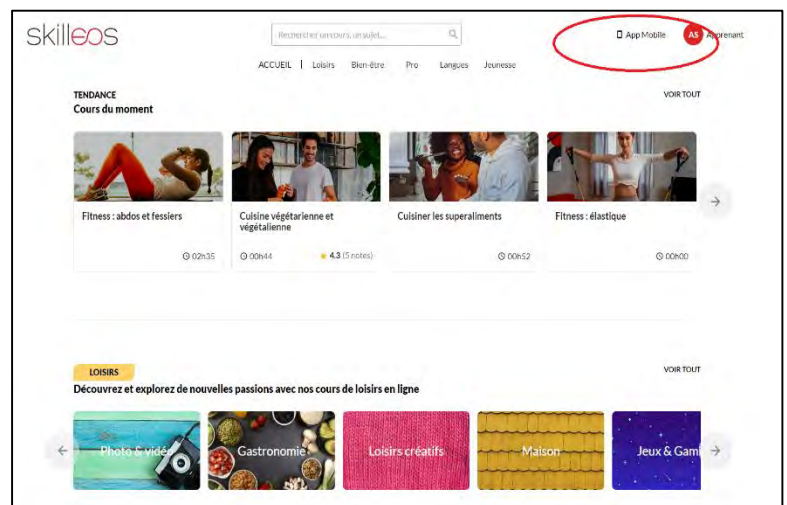 skilleos
Rechercher un cours, un sujet...
App Mobile
AS Apprenant
ACCUEIL | Loisirs Bien-être Pro Langues Jeunesse
TENDANCE
VOIR TOUT
Cours du moment
Fitness : abdos et fessiers
02h35
Cuisine végétarienne et
végétalienne
00h44 4.3 (5 notes)
Cuisiner les superaliments
00h52
Fitness : élastique
00h00
LOISIRS
VOIR TOUT
Découvrez et explorez de nouvelles passions avec nos cours de loisirs en ligne
Photo & vidéo
Gastronomie
Loisirs créatifs
Maison
Jeux & Gami